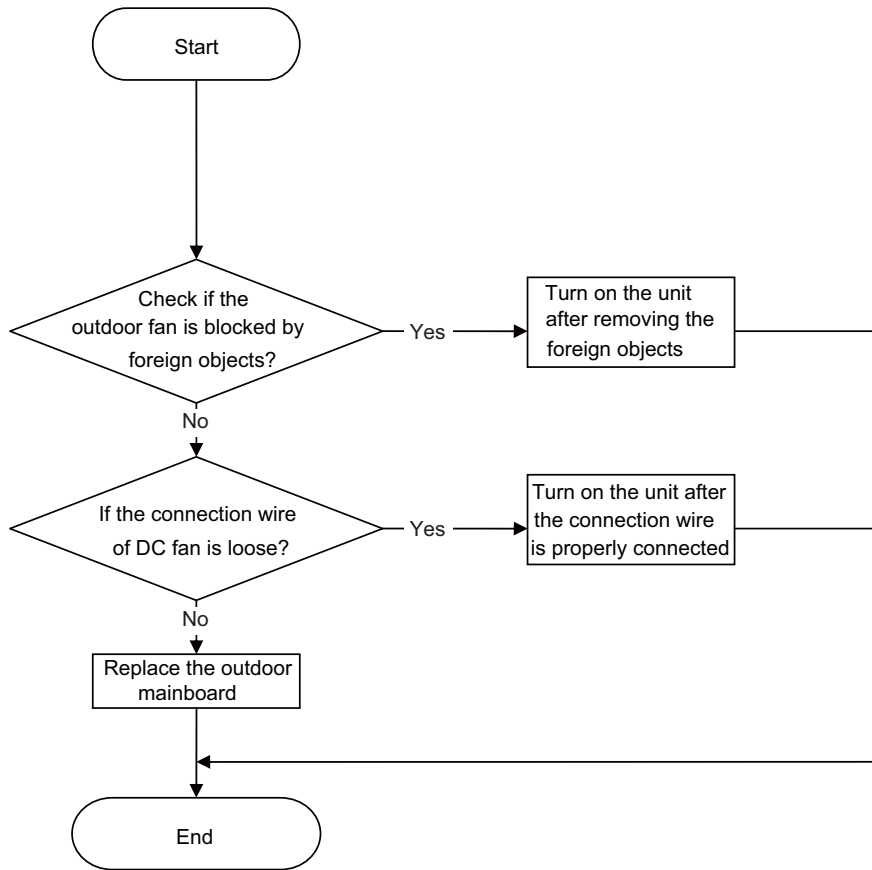 Start
Check if the
outdoor fan is blocked by
foreign objects?
Yes
Turn on the unit
after removing the
foreign objects
No
If the connection wire
of DC fan is loose?
Yes
Turn on the unit after
the connection wire
is properly connected
No
Replace the outdoor
mainboard
End